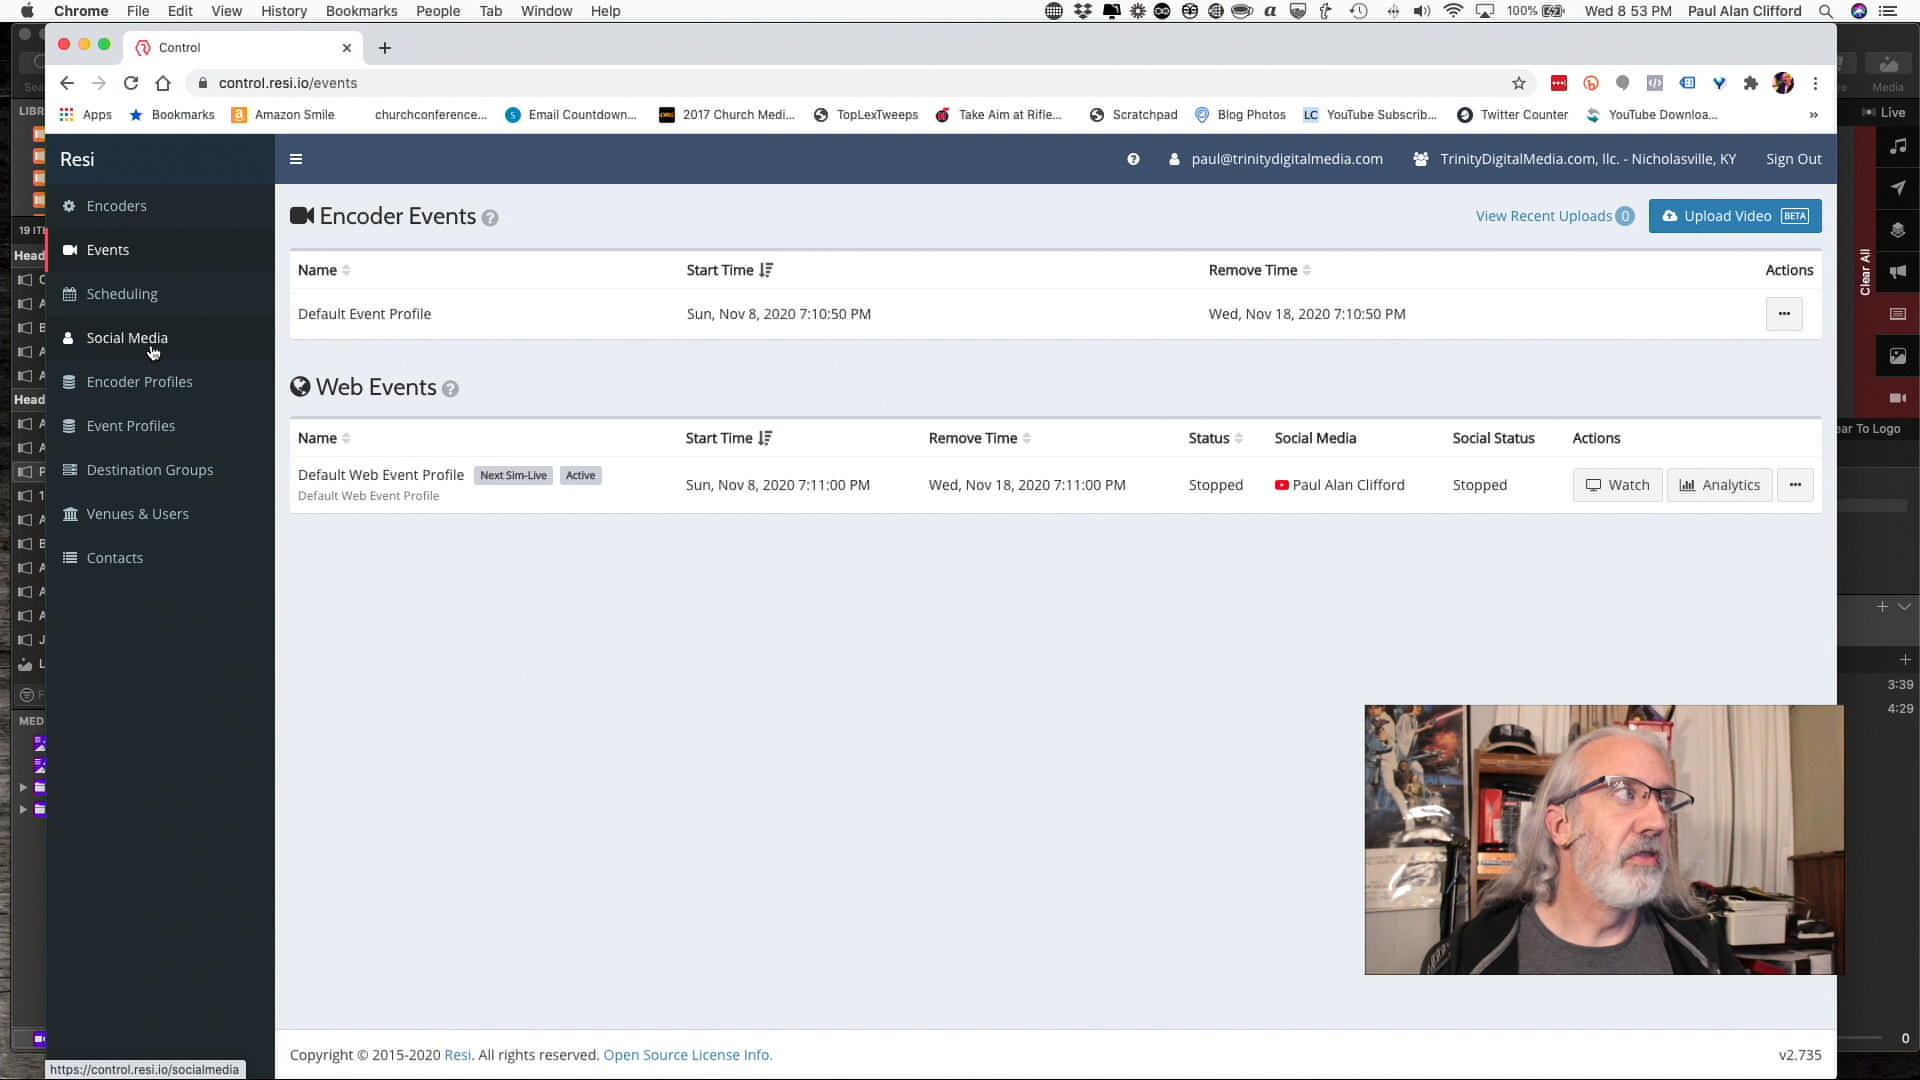 Chrome File Edit View History Bookmarks People Tab Window Help 100% Wed 8 53 PM Paul Alan Clifford
Control
control.resi.io/events
Apps Bookmarks Amazon Smile churchconference... Email Countdown... 2017 Church Medi... TopLexTweeps Take Aim at Rifle... Scratchpad Blog Photos YouTube Subscrib... Twitter Counter YouTube Downloa... »
Media
LIBR
Live
Resi
paul@trinitydigitalmedia.com TrinityDigitalMedia.com, llc. - Nicholasville, KY Sign Out
Encoders
Events
Scheduling
Social Media
Encoder Profiles
Event Profiles
Destination Groups
Venues & Users
Contacts
Encoder Events
View Recent Uploads 0 Upload Video BETA
Name Start Time Remove Time Actions
Default Event Profile Sun, Nov 8, 2020 7:10:50 PM Wed, Nov 18, 2020 7:10:50 PM
Web Events
Name Start Time Remove Time Status Social Media Social Status Actions
Default Web Event Profile Next Sim-Live Active Sun, Nov 8, 2020 7:11:00 PM Wed, Nov 18, 2020 7:11:00 PM Stopped Paul Alan Clifford Stopped Watch Analytics
Default Web Event Profile
Clear All
ear To Logo
Head
Head
MED
3:39
4:29
0
Copyright © 2015-2020 Resi. All rights reserved. Open Source License Info. v2.735
https://control.resi.io/socialmedia